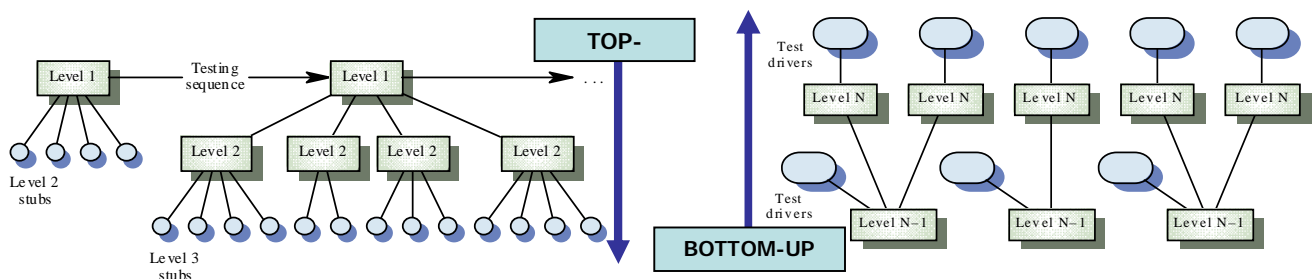 Level 1
Testing
sequence
Level 1
. . .
Level 2
stubs
Level 2
Level 2
Level 2
Level 2
Level 3
stubs
TOP-
BOTTOM-UP
Test
drivers
Level N
Level N
Level N
Level N
Level N
Test
drivers
Level N–1
Level N–1
Level N–1